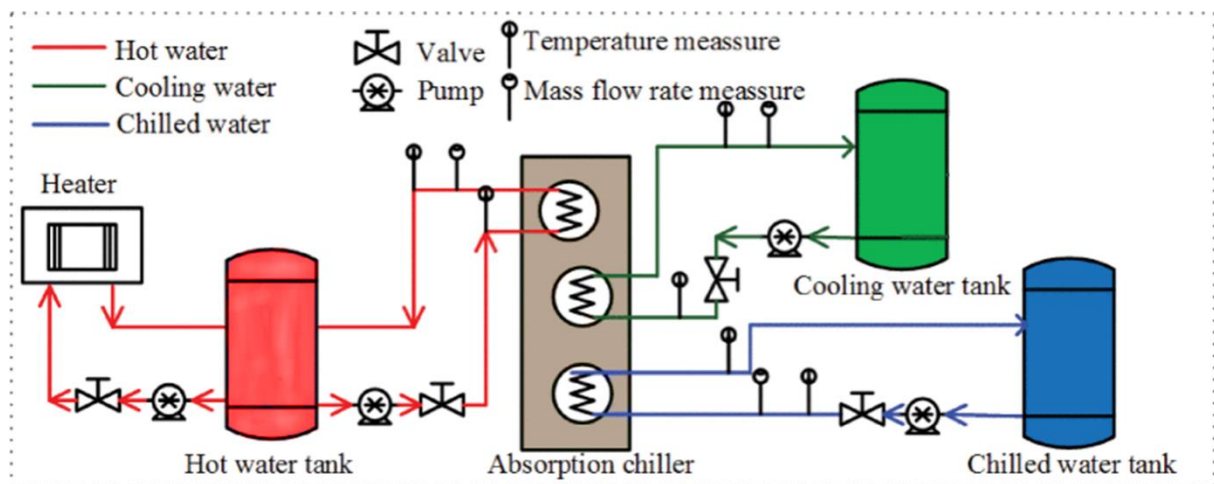 Hot water
Cooling water
Chilled water
Valve
Pump
Temperature meassure
Mass flow rate meassure
Heater
Cooling water tank
Hot water tank
Absorption chiller
Chilled water tank